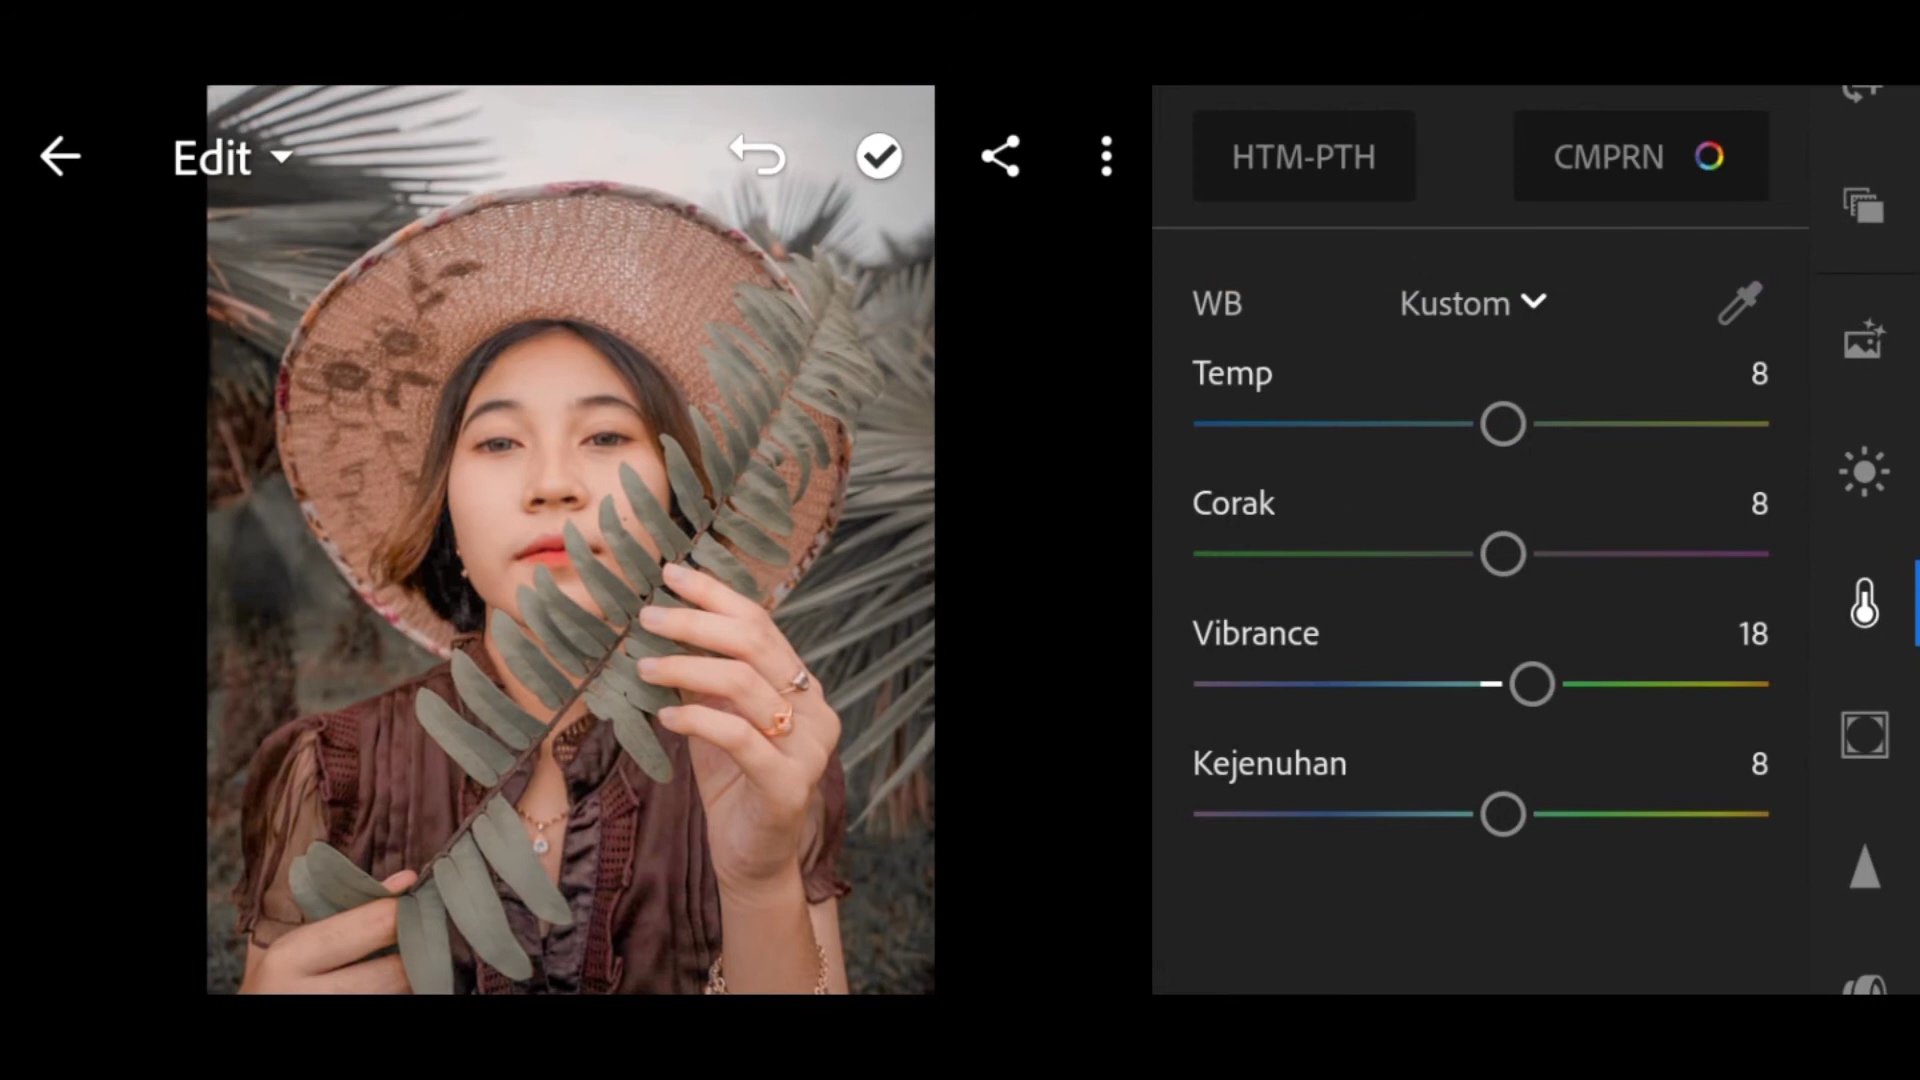 Edit
HTM-PTH
CMPRN
WB
Kustom
Temp
8
Corak
8
Vibrance
18
Kejenuhan
8